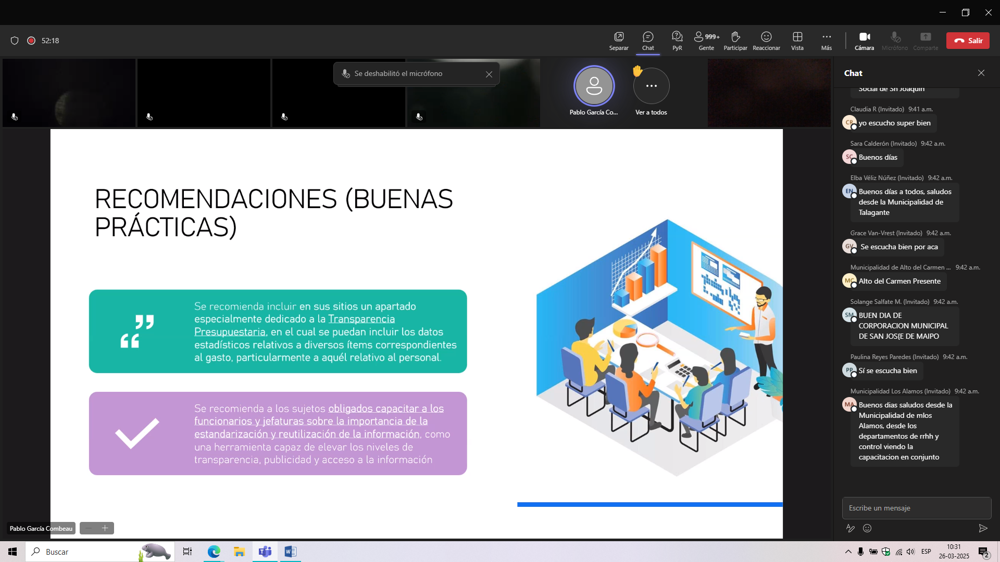 52:18
Separar
Chat
PyR
999+
Gente
Participar
Reaccionar
Vista
Más
Cámara
Micrófono
Comparte
Salir
Se deshabilitó el micrófono
Pablo García Co...
Ver a todos
RECOMENDACIONES (BUENAS
PRÁCTICAS)
Se recomienda incluir en sus sitios un apartado
especialmente dedicado a la Transparencia
Presupuestaria, en el cual se puedan incluir los datos
estadísticos relativos a diversos ítems correspondientes
al gasto, particularmente a aquél relativo al personal.
Se recomienda a los sujetos obligados capacitar a los
funcionarios y jefaturas sobre la importancia de la
estandarización y reutilización de la información, como
una herramienta capaz de elevar los niveles de
transparencia, publicidad y acceso a la información
Pablo García Combeau
Chat
Social de Sn Joaquin
Claudia R (Invitado) 9:41 a.m.
CR
yo escucho super bien
Sara Calderón (Invitado) 9:42 a.m.
SC
Buenos días
Elba Véliz Núñez (Invitado) 9:42 a.m.
EN
Buenos días a todos, saludos
desde la Municipalidad de
Talagante
Grace Van-Vrest (Invitado) 9:42 a.m.
GV
Se escucha bien por aca
Municipalidad de Alto del Carmen ... 9:42 a.m.
MC
Alto del Carmen Presente
Solange Salfate M. (Invitado) 9:42 a.m.
SM
BUEN DIA DE
CORPORACION MUNICIPAL
DE SAN JOS{E DE MAIPO
Paulina Reyes Paredes (Invitado) 9:42 a.m.
PP
Sí se escucha bien
Municipalidad Los Alamos (Invitado) 9:42 a.m.
MA
Buenos dias saludos desde la
Municipalidad de mlos
Alamos, desde los
departamentos de rrhh y
control viendo la
capacitacion en conjunto
Escribe un mensaje
Buscar
ESP
10:31
26-03-2025
2